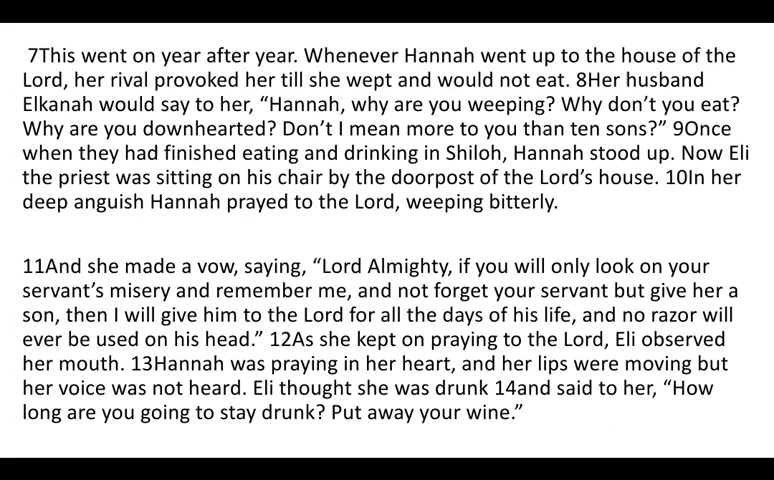 7This went on year after year. Whenever Hannah went up to the house of the
Lord, her rival provoked her till she wept and would not eat. 8Her husband
Elkanah would say to her, “Hannah, why are you weeping? Why don’t you eat?
Why are you downhearted? Don’t I mean more to you than ten sons?” 9Once
when they had finished eating and drinking in Shiloh, Hannah stood up. Now Eli
the priest was sitting on his chair by the doorpost of the Lord’s house. 10In her
deep anguish Hannah prayed to the Lord, weeping bitterly.
11And she made a vow, saying, “Lord Almighty, if you will only look on your
servant’s misery and remember me, and not forget your servant but give her a
son, then I will give him to the Lord for all the days of his life, and no razor will
ever be used on his head.” 12As she kept on praying to the Lord, Eli observed
her mouth. 13Hannah was praying in her heart, and her lips were moving but
her voice was not heard. Eli thought she was drunk 14and said to her, “How
long are you going to stay drunk? Put away your wine.”